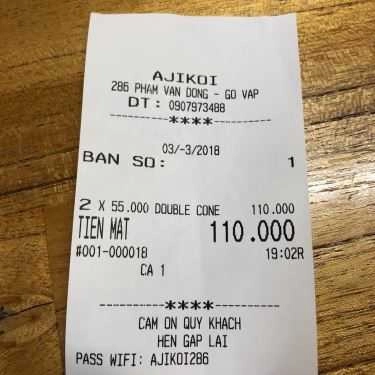 AJIKOI
286 PHAM VAN DONG - GO VAP
DT: 0907973488
----------****----------
03/-3/2018
BAN SO: 1
2 X 55.000 DOUBLE CONE 110.000
TIEN MAT 110.000
#001-000018 19:02R
CA 1
----------****----------
CAM ON QUY KHACH
HEN GAP LAI
PASS WIFI: AJIKOI286